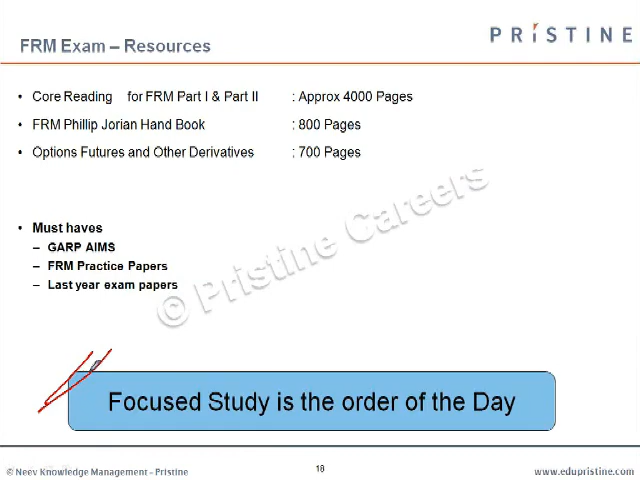 FRM Exam – Resources
PRiSTINE
• Core Reading for FRM Part I & Part II : Approx 4000 Pages
• FRM Phillip Jorian Hand Book : 800 Pages
• Options Futures and Other Derivatives : 700 Pages
• Must haves
– GARP AIMS
– FRM Practice Papers
– Last year exam papers
© Pristine Careers
Focused Study is the order of the Day
© Neev Knowledge Management - Pristine
18
www.edupristine.com